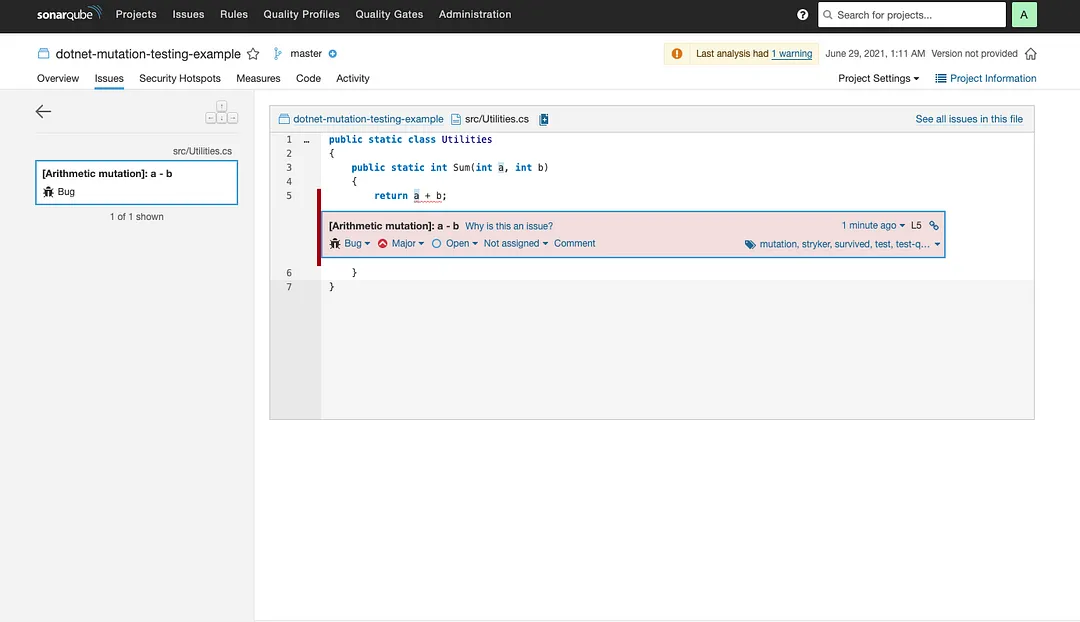 sonarqube Projects Issues Rules Quality Profiles Quality Gates Administration ? Search for projects... A
dotnet-mutation-testing-example master Last analysis had 1 warning June 29, 2021, 1:11 AM Version not provided
Overview Issues Security Hotspots Measures Code Activity Project Settings Project Information
src/Utilities.cs
[Arithmetic mutation]: a - b
Bug
1 of 1 shown
dotnet-mutation-testing-example src/Utilities.cs See all issues in this file
1 … public static class Utilities
2 {
3 public static int Sum(int a, int b)
4 {
5 return a + b;
[Arithmetic mutation]: a - b Why is this an issue? 1 minute ago L5
Bug Major Open Not assigned Comment mutation, stryker, survived, test, test-q...
6 }
7 }